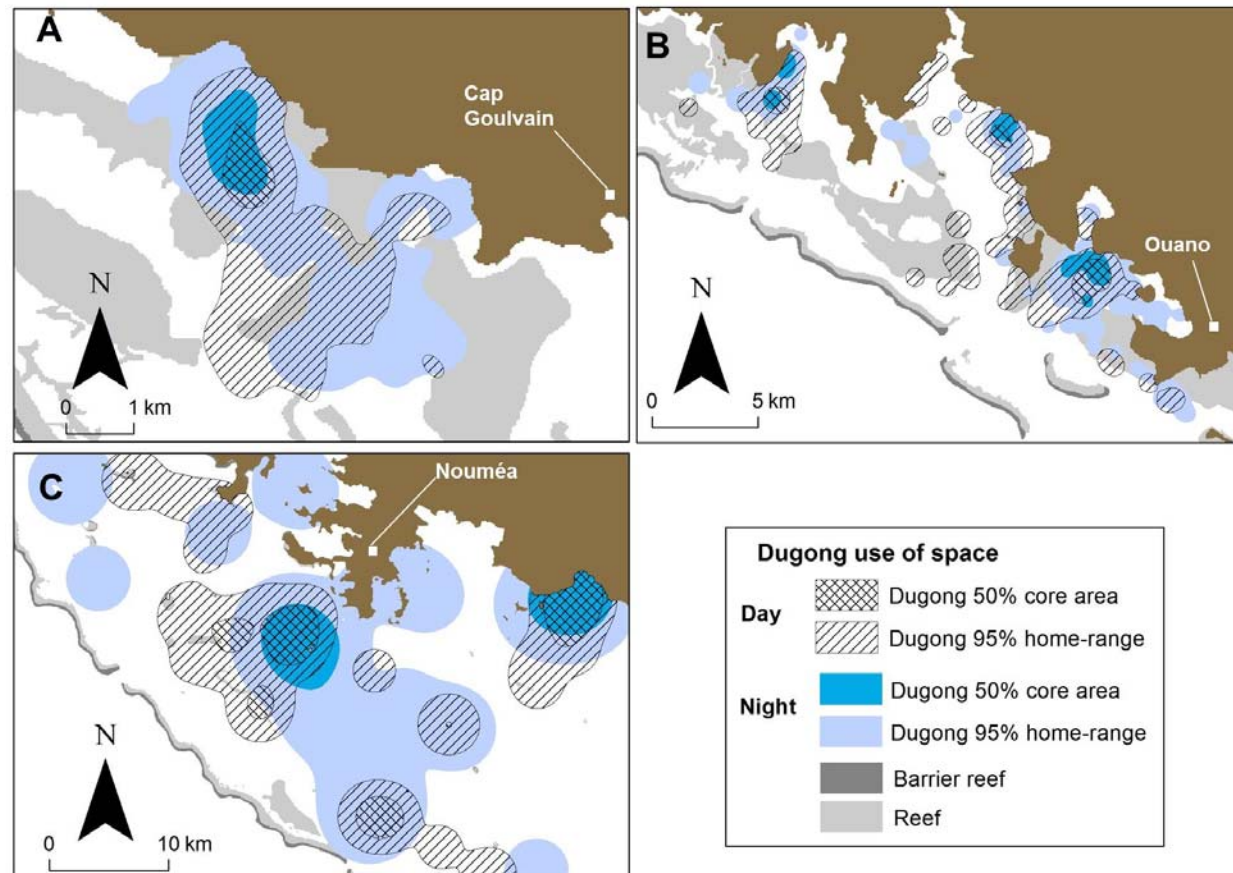 A
Cap
Goulvain
N
0 1 km
B
Ouano
N
0 5 km
C
Nouméa
N
0 10 km
Dugong use of space
Day
Dugong 50% core area
Dugong 95% home-range
Night
Dugong 50% core area
Dugong 95% home-range
Barrier reef
Reef